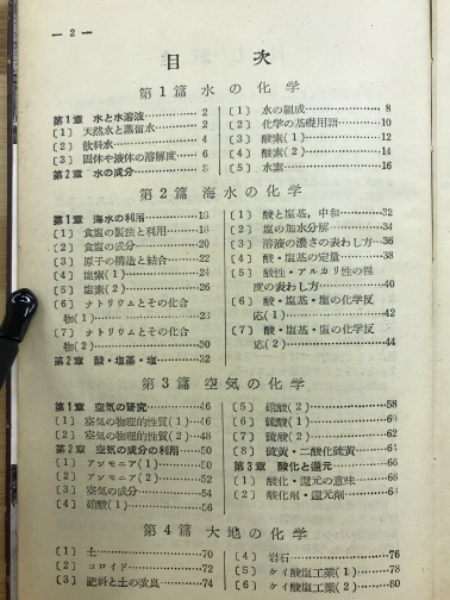 — 2 —
目 次
第1篇 水の化学
第1章 水と水溶液…………… 2
〔1〕 天然水と蒸留水………… 2
〔2〕 飲料水………………… 4
〔3〕 固体や液体の溶解度…… 6
第2章 水の成分……………… 8
〔1〕 水の組成……………… 8
〔2〕 化学の基礎用語………10
〔3〕 酸素(1)………………12
〔4〕 酸素(2)………………14
〔5〕 水素……………………16
第2篇 海水の化学
第1章 海水の利用……………18
〔1〕 食塩の製法と利用………18
〔2〕 食塩の成分………………20
〔3〕 原子の構造と結合………22
〔4〕 塩素(1)…………………24
〔5〕 塩素(2)…………………26
〔6〕 ナトリウムとその化合
物(1)……………………28
〔7〕 ナトリウムとその化合
物(2)……………………30
第2章 酸・塩基・塩…………32
〔1〕 酸と塩基，中和…………32
〔2〕 塩の加水分解……………34
〔3〕 溶液の濃さの表わし方…36
〔4〕 酸・塩基の定量…………38
〔5〕 酸性・アルカリ性の程
度の表わし方……………40
〔6〕 酸・塩基・塩の化学反
応(1)……………………42
〔7〕 酸・塩基・塩の化学反
応(2)……………………44
第3篇 空気の化学
第1章 空気の研究……………46
〔1〕 空気の物理的性質(1)…46
〔2〕 空気の物理的性質(2)…48
第2章 空気の成分の利用……50
〔1〕 アンモニア(1)…………50
〔2〕 アンモニア(2)…………52
〔3〕 空気の成分………………54
〔4〕 硝酸(1)…………………56
〔5〕 硝酸(2)…………………58
〔6〕 硫酸(1)…………………60
〔7〕 硫酸(2)…………………62
〔8〕 硫黄・二酸化硫黄………64
第3章 酸化と還元……………66
〔1〕 酸化・還元の意味………66
〔2〕 酸化剤・還元剤…………68
第4篇 大地の化学
〔1〕 土…………………………70
〔2〕 コロイド…………………72
〔3〕 肥料と土の改良…………74
〔4〕 岩石………………………76
〔5〕 ケイ酸塩工業(1)………78
〔6〕 ケイ酸塩工業(2)………80